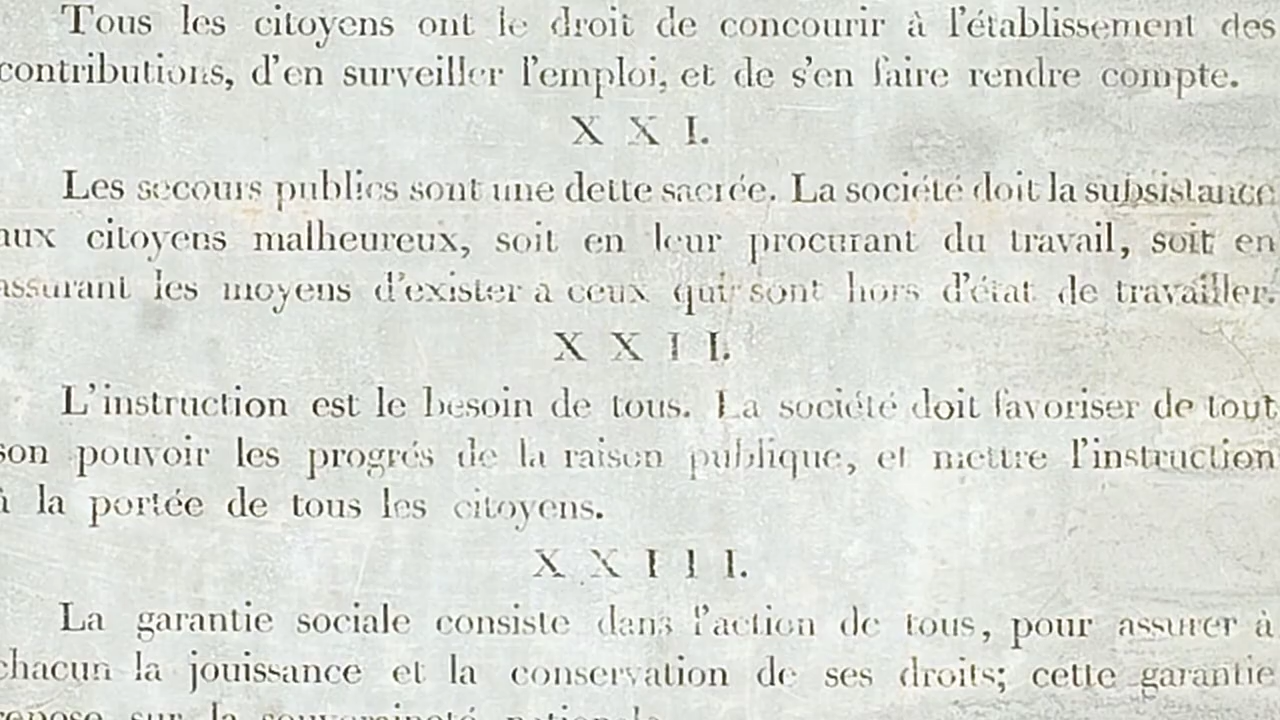 Tous les citoyens ont le droit de concourir à l'établissement des
contributions, d'en surveiller l'emploi, et de s'en faire rendre compte.
X X I.
Les secours publics sont une dette sacrée. La société doit la subsistance
aux citoyens malheureux, soit en leur procurant du travail, soit en
assurant les moyens d'exister a ceux qui sont hors d'état de travailler.
X X I I.
L'instruction est le besoin de tous. La société doit favoriser de tout
son pouvoir les progrés de la raison publique, et mettre l'instruction
à la portée de tous les citoyens.
X X I I I.
La garantie sociale consiste dans l'action de tous, pour assurer à
chacun la jouissance et la conservation de ses droits; cette garantie
repose sur la souveraineté nationale